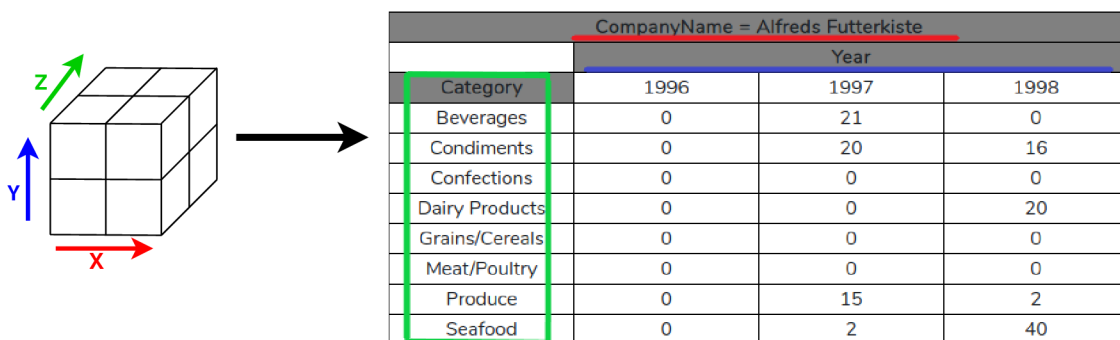 Z
Y
X
CompanyName = Alfreds Futterkiste
Year
Category 1996 1997 1998
Beverages 0 21 0
Condiments 0 20 16
Confections 0 0 0
Dairy Products 0 0 20
Grains/Cereals 0 0 0
Meat/Poultry 0 0 0
Produce 0 15 2
Seafood 0 2 40